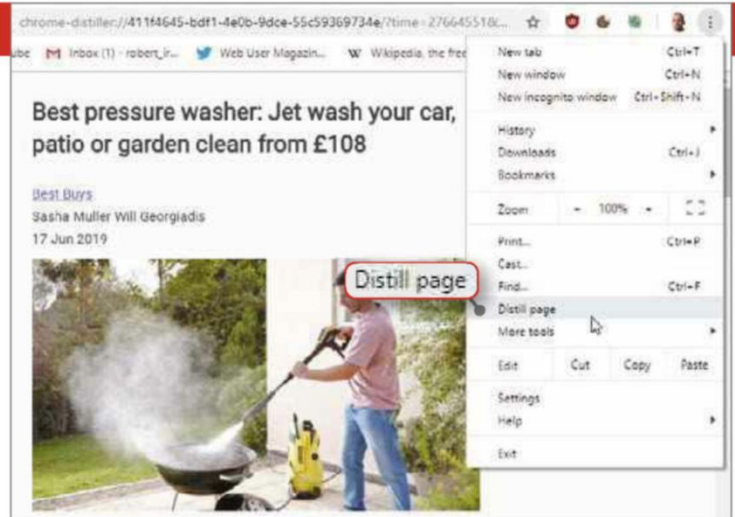 chrome-distiller://411f4645-bdf1-4e0b-9dce-55c59369734e/?time=27664551&...
ube Inbox (1) - robert_ir... Web User Magazin... W Wikipedia, the free
Best pressure washer: Jet wash your car,
patio or garden clean from £108
Best Buys
Sasha Muller Will Georgiadis
17 Jun 2019
Distill page
New tab Ctrl+T
New window Ctrl+N
New incognito window Ctrl+Shift+N
History
Downloads Ctrl+J
Bookmarks
Zoom - 100% +
Print... Ctrl+P
Cast...
Find... Ctrl+F
Distill page
More tools
Edit Cut Copy Paste
Settings
Help
Exit